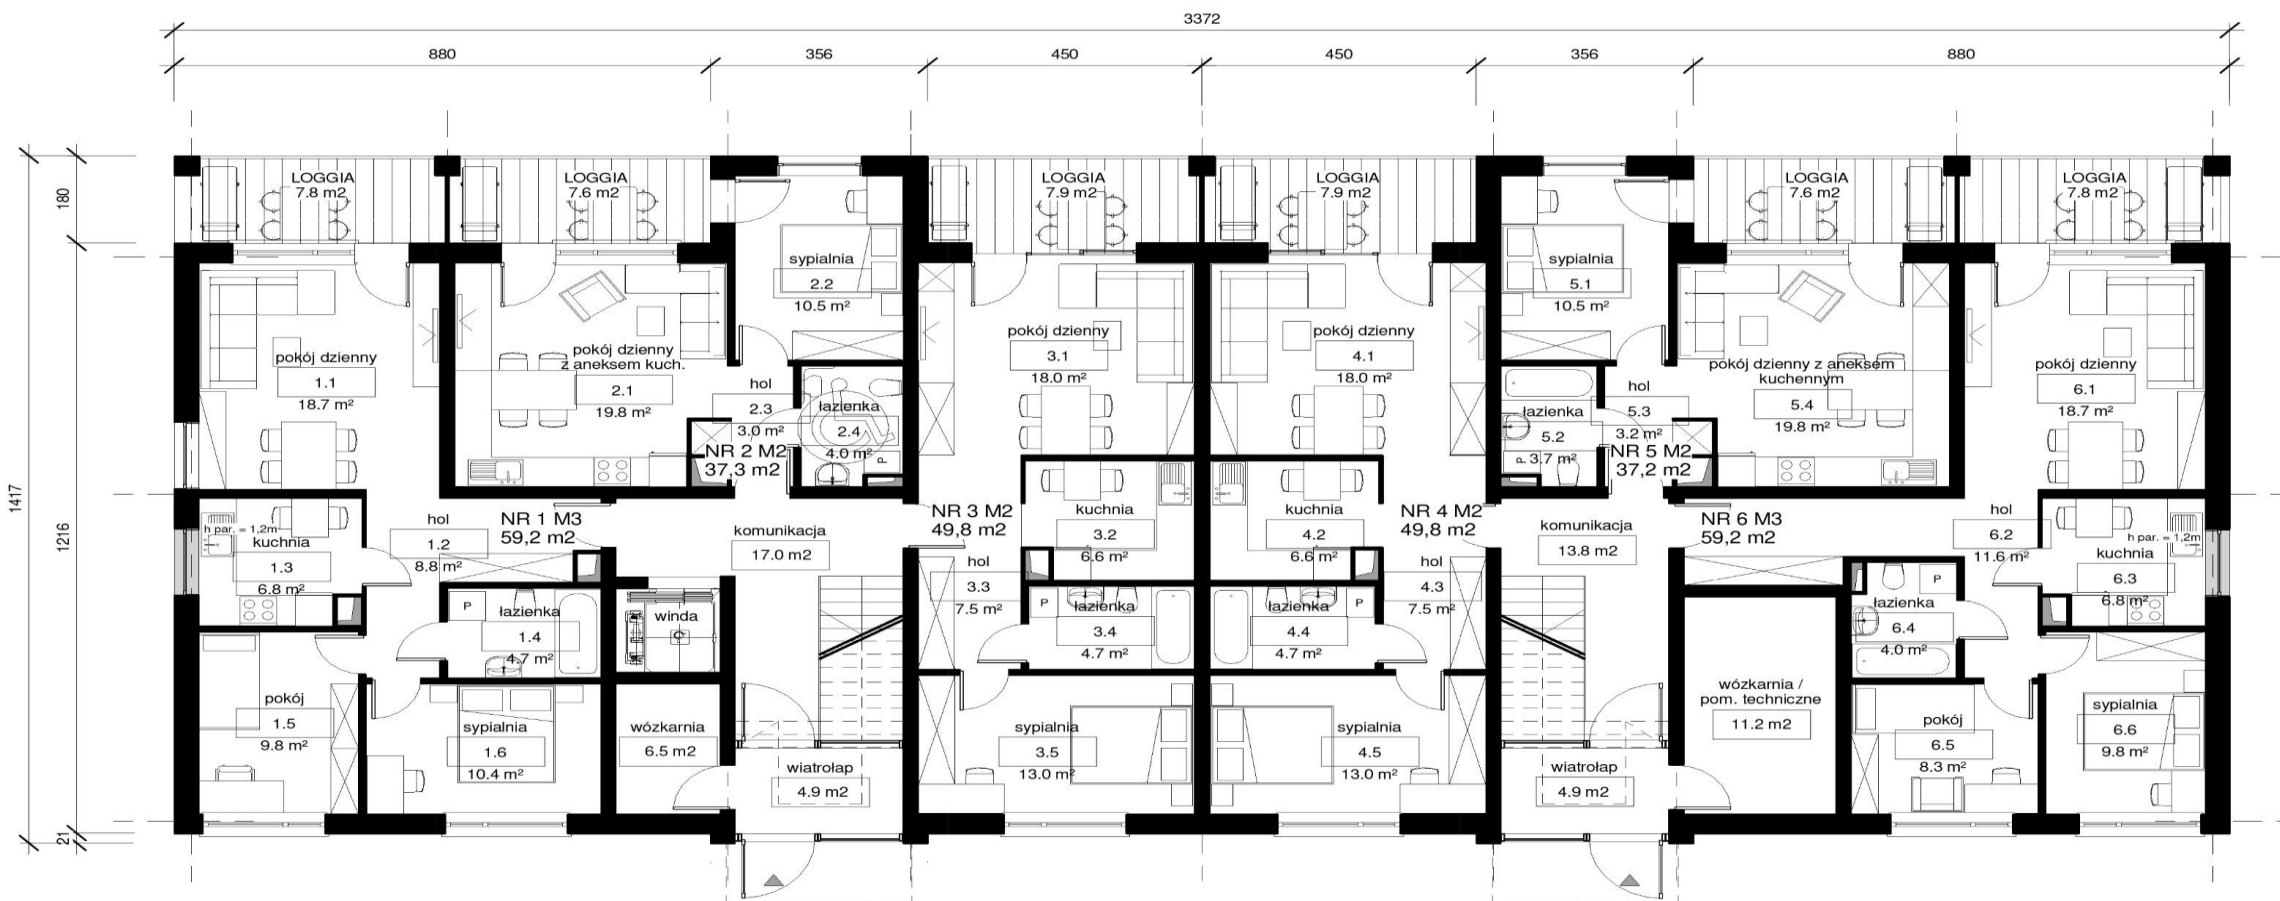 3372
880
356
450
450
356
880
1417
180
1216
21
LOGGIA
7.8 m2
LOGGIA
7.6 m2
LOGGIA
7.9 m2
LOGGIA
7.9 m2
LOGGIA
7.6 m2
LOGGIA
7.8 m2
pokój dzienny
1.1
18.7 m²
pokój dzienny
z aneksem kuch.
2.1
19.8 m²
sypialnia
2.2
10.5 m²
hol
2.3
3.0 m²
łazienka
2.4
4.0 m²
P
NR 2 M2
37,3 m2
pokój dzienny
3.1
18.0 m²
pokój dzienny
4.1
18.0 m²
sypialnia
5.1
10.5 m²
łazienka
5.2
3.7 m²
P
hol
5.3
3.2 m²
NR 5 M2
37,2 m2
pokój dzienny z aneksem
kuchennym
5.4
19.8 m²
pokój dzienny
6.1
18.7 m²
h par. = 1,2m
kuchnia
1.3
6.8 m²
hol
1.2
8.8 m²
NR 1 M3
59,2 m2
komunikacja
17.0 m2
NR 3 M2
49,8 m2
kuchnia
3.2
6.6 m²
kuchnia
4.2
6.6 m²
NR 4 M2
49,8 m2
komunikacja
13.8 m2
NR 6 M3
59,2 m2
hol
6.2
11.6 m²
h par. = 1,2m
kuchnia
6.3
6.8 m²
P
łazienka
1.4
4.7 m²
winda
hol
3.3
7.5 m²
P
łazienka
3.4
4.7 m²
łazienka
P
4.4
4.7 m²
hol
4.3
7.5 m²
P
łazienka
6.4
4.0 m²
pokój
1.5
9.8 m²
sypialnia
1.6
10.4 m²
wózkarnia
6.5 m2
wiatrołap
4.9 m2
sypialnia
3.5
13.0 m²
sypialnia
4.5
13.0 m²
wiatrołap
4.9 m2
wózkarnia /
pom. techniczne
11.2 m2
pokój
6.5
8.3 m²
sypialnia
6.6
9.8 m²